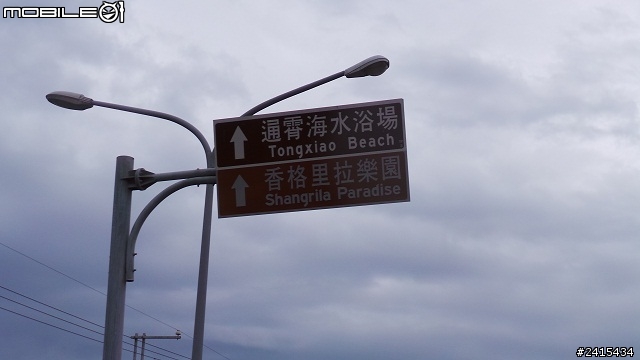 mobile01
通霄海水浴場
Tongxiao Beach
香格里拉樂園
Shangrila Paradise
#2415434